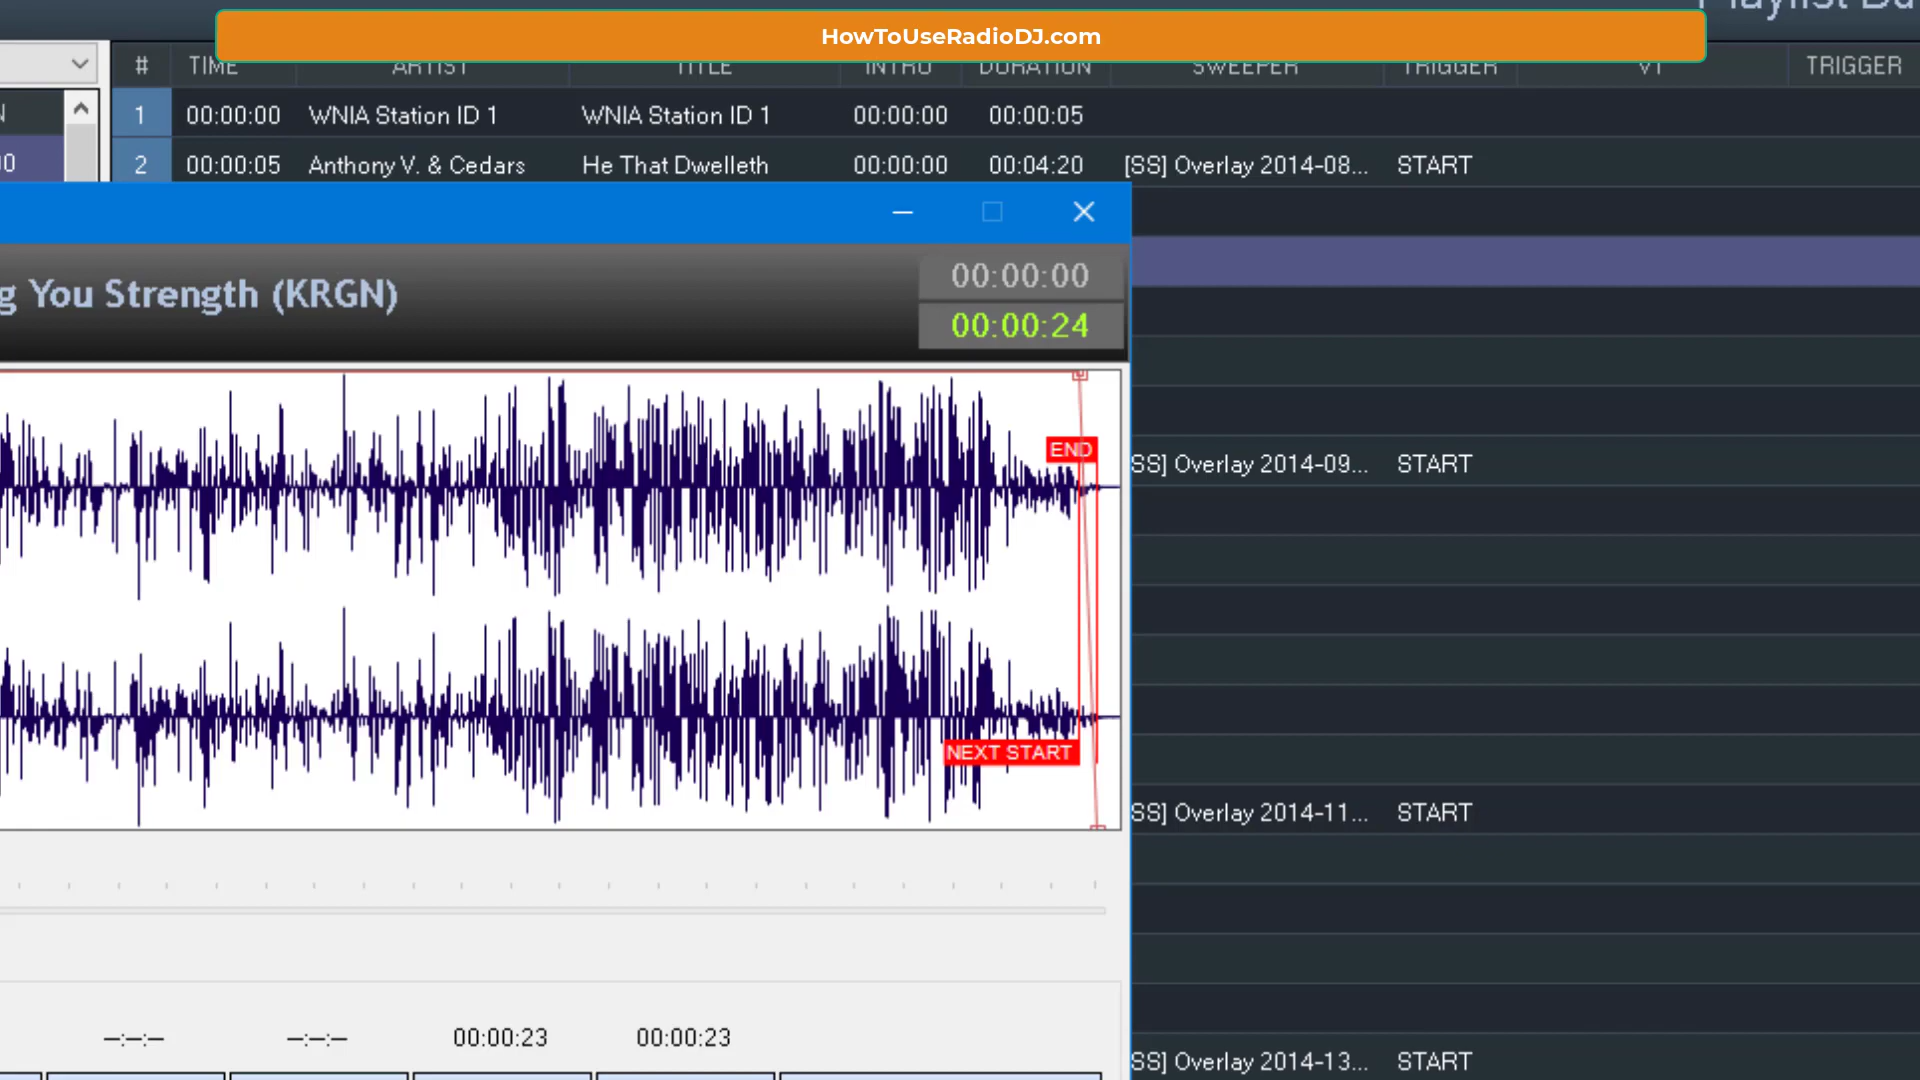 HowToUseRadioDJ.com
# TIME ARTIST TITLE INTRO DURATION SWEEPER TRIGGER VT TRIGGER
1 00:00:00 WNIA Station ID 1 WNIA Station ID 1 00:00:00 00:00:05
2 00:00:05 Anthony V. & Cedars He That Dwelleth 00:00:00 00:04:20 [SS] Overlay 2014-08... START
g You Strength (KRGN)
00:00:00
00:00:24
END
SS] Overlay 2014-09... START
NEXT START
SS] Overlay 2014-11... START
--:--:-- --:--:-- 00:00:23 00:00:23
SS] Overlay 2014-13... START